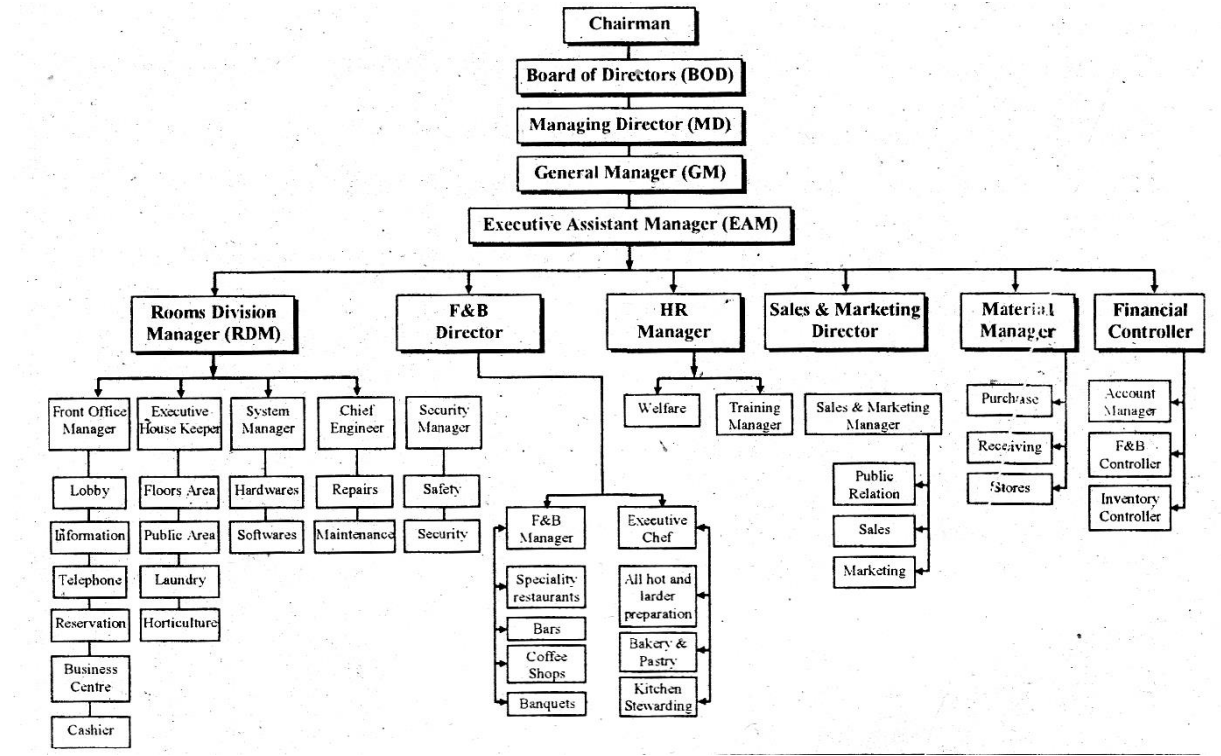 Chairman
Board of Directors (BOD)
Managing Director (MD)
General Manager (GM)
Executive Assistant Manager (EAM)
Rooms Division
Manager (RDM)
F&B
Director
HR
Manager
Sales & Marketing
Director
Material
Manager
Financial
Controller
Front Office
Manager
Lobby
Information
Telephone
Reservation
Business
Centre
Cashier
Executive
House Keeper
Floors Area
Public Area
Laundry
Horticulture
System
Manager
Hardwares
Softwares
Chief
Engineer
Repairs
Maintenance
Security
Manager
Safety
Security
F&B
Manager
Speciality
restaurants
Bars
Coffee
Shops
Banquets
Executive
Chef
All hot and
larder
preparation
Bakery &
Pastry
Kitchen
Stewarding
Welfare
Training
Manager
Sales & Marketing
Manager
Public
Relation
Sales
Marketing
Purchase
Receiving
Stores
Account
Manager
F&B
Controller
Inventory
Controller